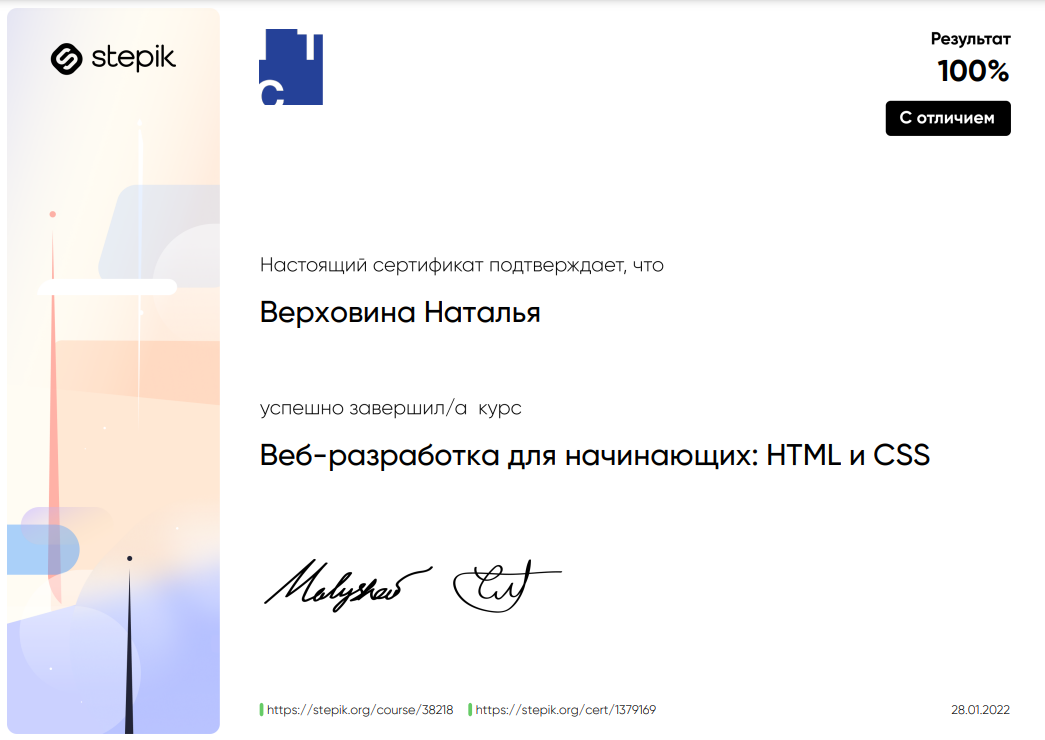 stepik
Т
С
Результат
100%
С отличием
Настоящий сертификат подтверждает, что
Верховина Наталья
успешно завершил/а курс
Веб-разработка для начинающих: HTML и CSS
Malyshev
https://stepik.org/course/38218
https://stepik.org/cert/1379169
28.01.2022